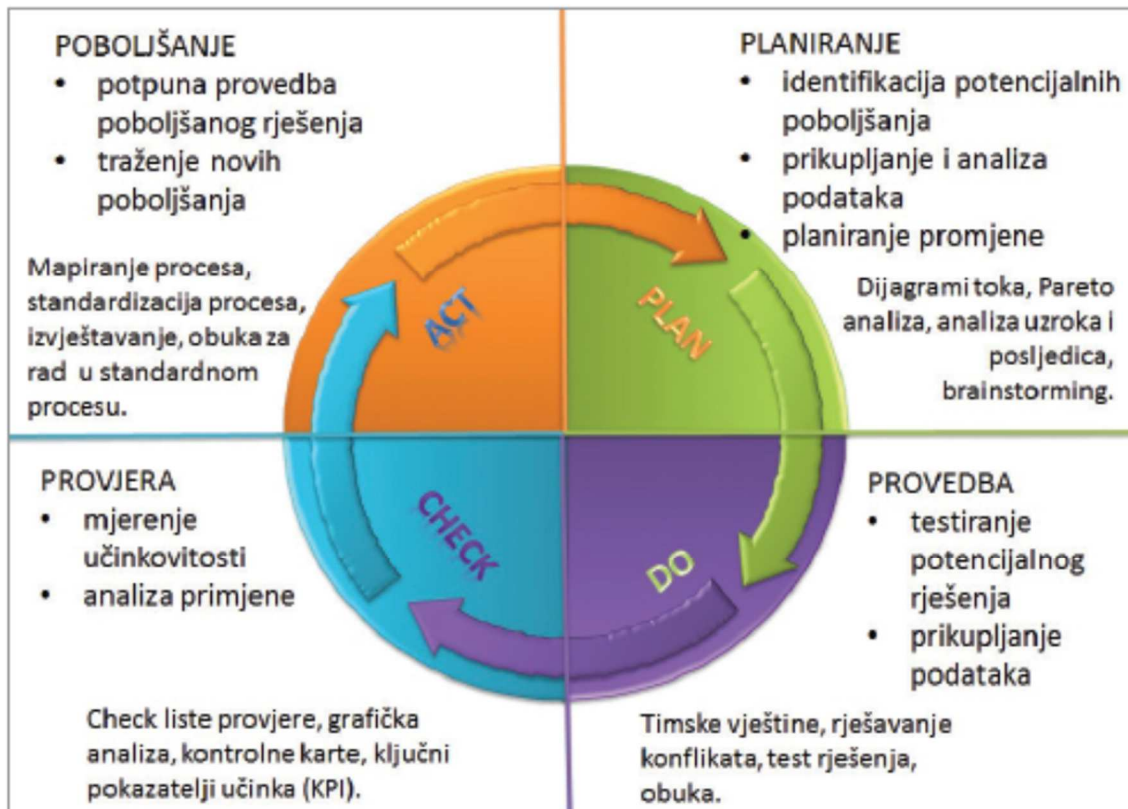 POBOLJŠANJE
• potpuna provedba
poboljšanog rješenja
• traženje novih
poboljšanja
Mapiranje procesa,
standardizacija procesa,
izvještavanje, obuka za
rad u standardnom
procesu.
PLANIRANJE
• identifikacija potencijalnih
poboljšanja
• prikupljanje i analiza
podataka
• planiranje promjene
Dijagrami toka, Pareto
analiza, analiza uzroka i
posljedica,
brainstorming.
ACT
PLAN
CHECK
DO
PROVJERA
• mjerenje
učinkovitosti
• analiza primjene
Check liste provjere, grafička
analiza, kontrolne karte, ključni
pokazatelji učinka (KPI).
PROVEDBA
• testiranje
potencijalnog
rješenja
• prikupljanje
podataka
Timske vještine, rješavanje
konflikata, test rješenja,
obuka.